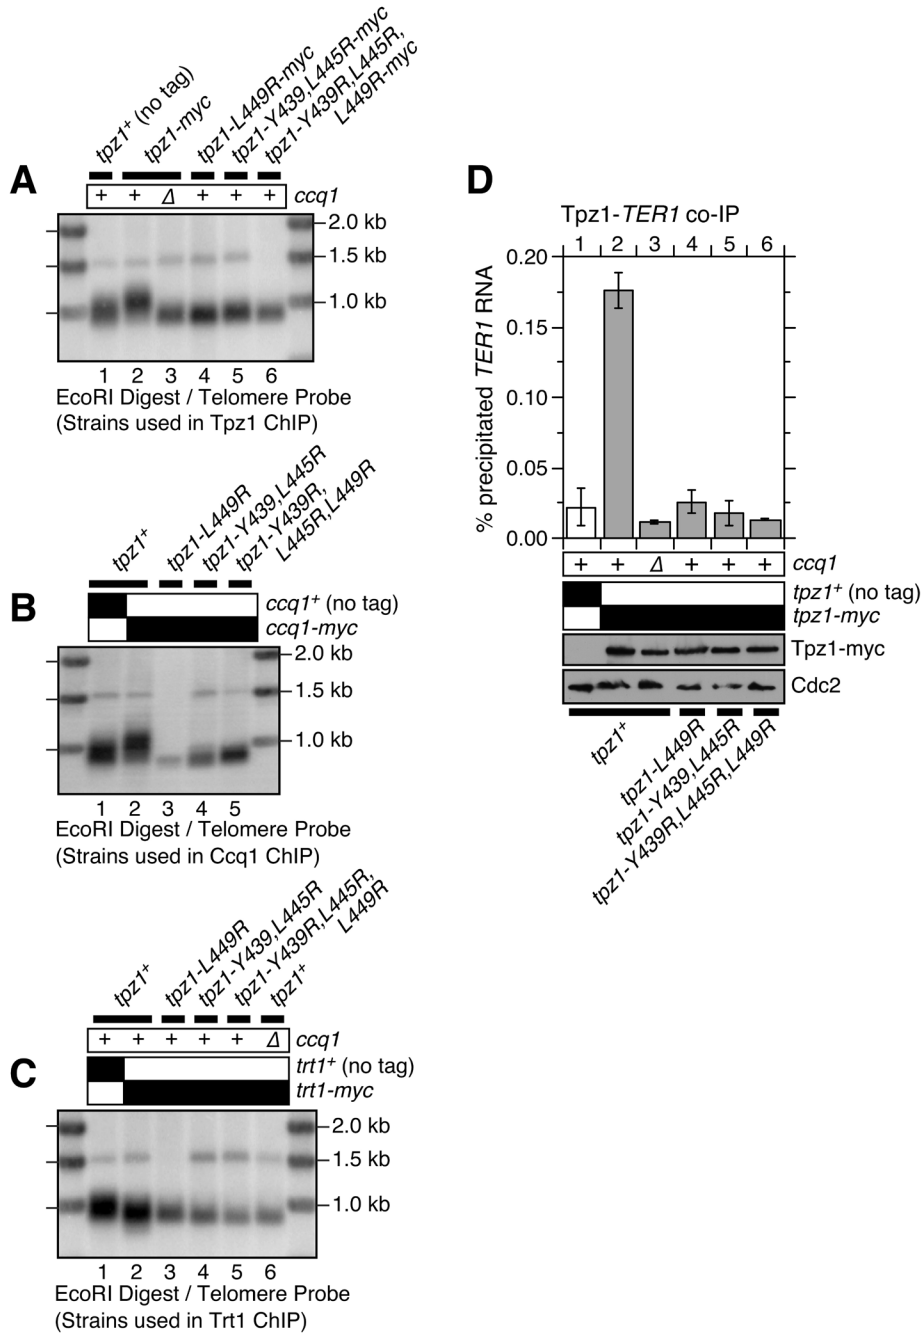 A
tpz1+ (no tag)
tpz1-myc
tpz1-L449R-myc
tpz1-Y439,L445R-myc
tpz1-Y439R,L445R,
L449R-myc
+ + Δ + + + ccq1
2.0 kb
1.5 kb
1.0 kb
1 2 3 4 5 6
EcoRI Digest / Telomere Probe
(Strains used in Tpz1 ChIP)
B
tpz1+
tpz1-L449R
tpz1-Y439,L445R
tpz1-Y439R,
L445R,L449R
ccq1+ (no tag)
ccq1-myc
2.0 kb
1.5 kb
1.0 kb
1 2 3 4 5
EcoRI Digest / Telomere Probe
(Strains used in Ccq1 ChIP)
C
tpz1+
tpz1-L449R
tpz1-Y439,L445R
tpz1-Y439R,L445R,
L449R
tpz1+
+ + + + + Δ ccq1
trt1+ (no tag)
trt1-myc
2.0 kb
1.5 kb
1.0 kb
1 2 3 4 5 6
EcoRI Digest / Telomere Probe
(Strains used in Trt1 ChIP)
D
Tpz1-TER1 co-IP
1 2 3 4 5 6
% precipitated TER1 RNA
0.20
0.15
0.10
0.05
0.00
+ + Δ + + + ccq1
tpz1+ (no tag)
tpz1-myc
Tpz1-myc
Cdc2
tpz1+
tpz1-L449R
tpz1-Y439,L445R
tpz1-Y439R,L445R,L449R